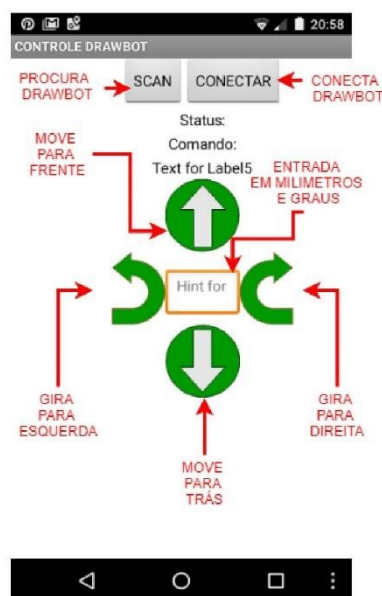 20:58
CONTROLE DRAWBOT
PROCURA
DRAWBOT
SCAN
CONECTAR
CONECTA
DRAWBOT
Status:
MOVE
PARA
FRENTE
Comando:
Text for Label5
ENTRADA
EM MILIMETROS
E GRAUS
Hint for
GIRA
PARA
ESQUERDA
GIRA
PARA
DIREITA
MOVE
PARA
TRÁS